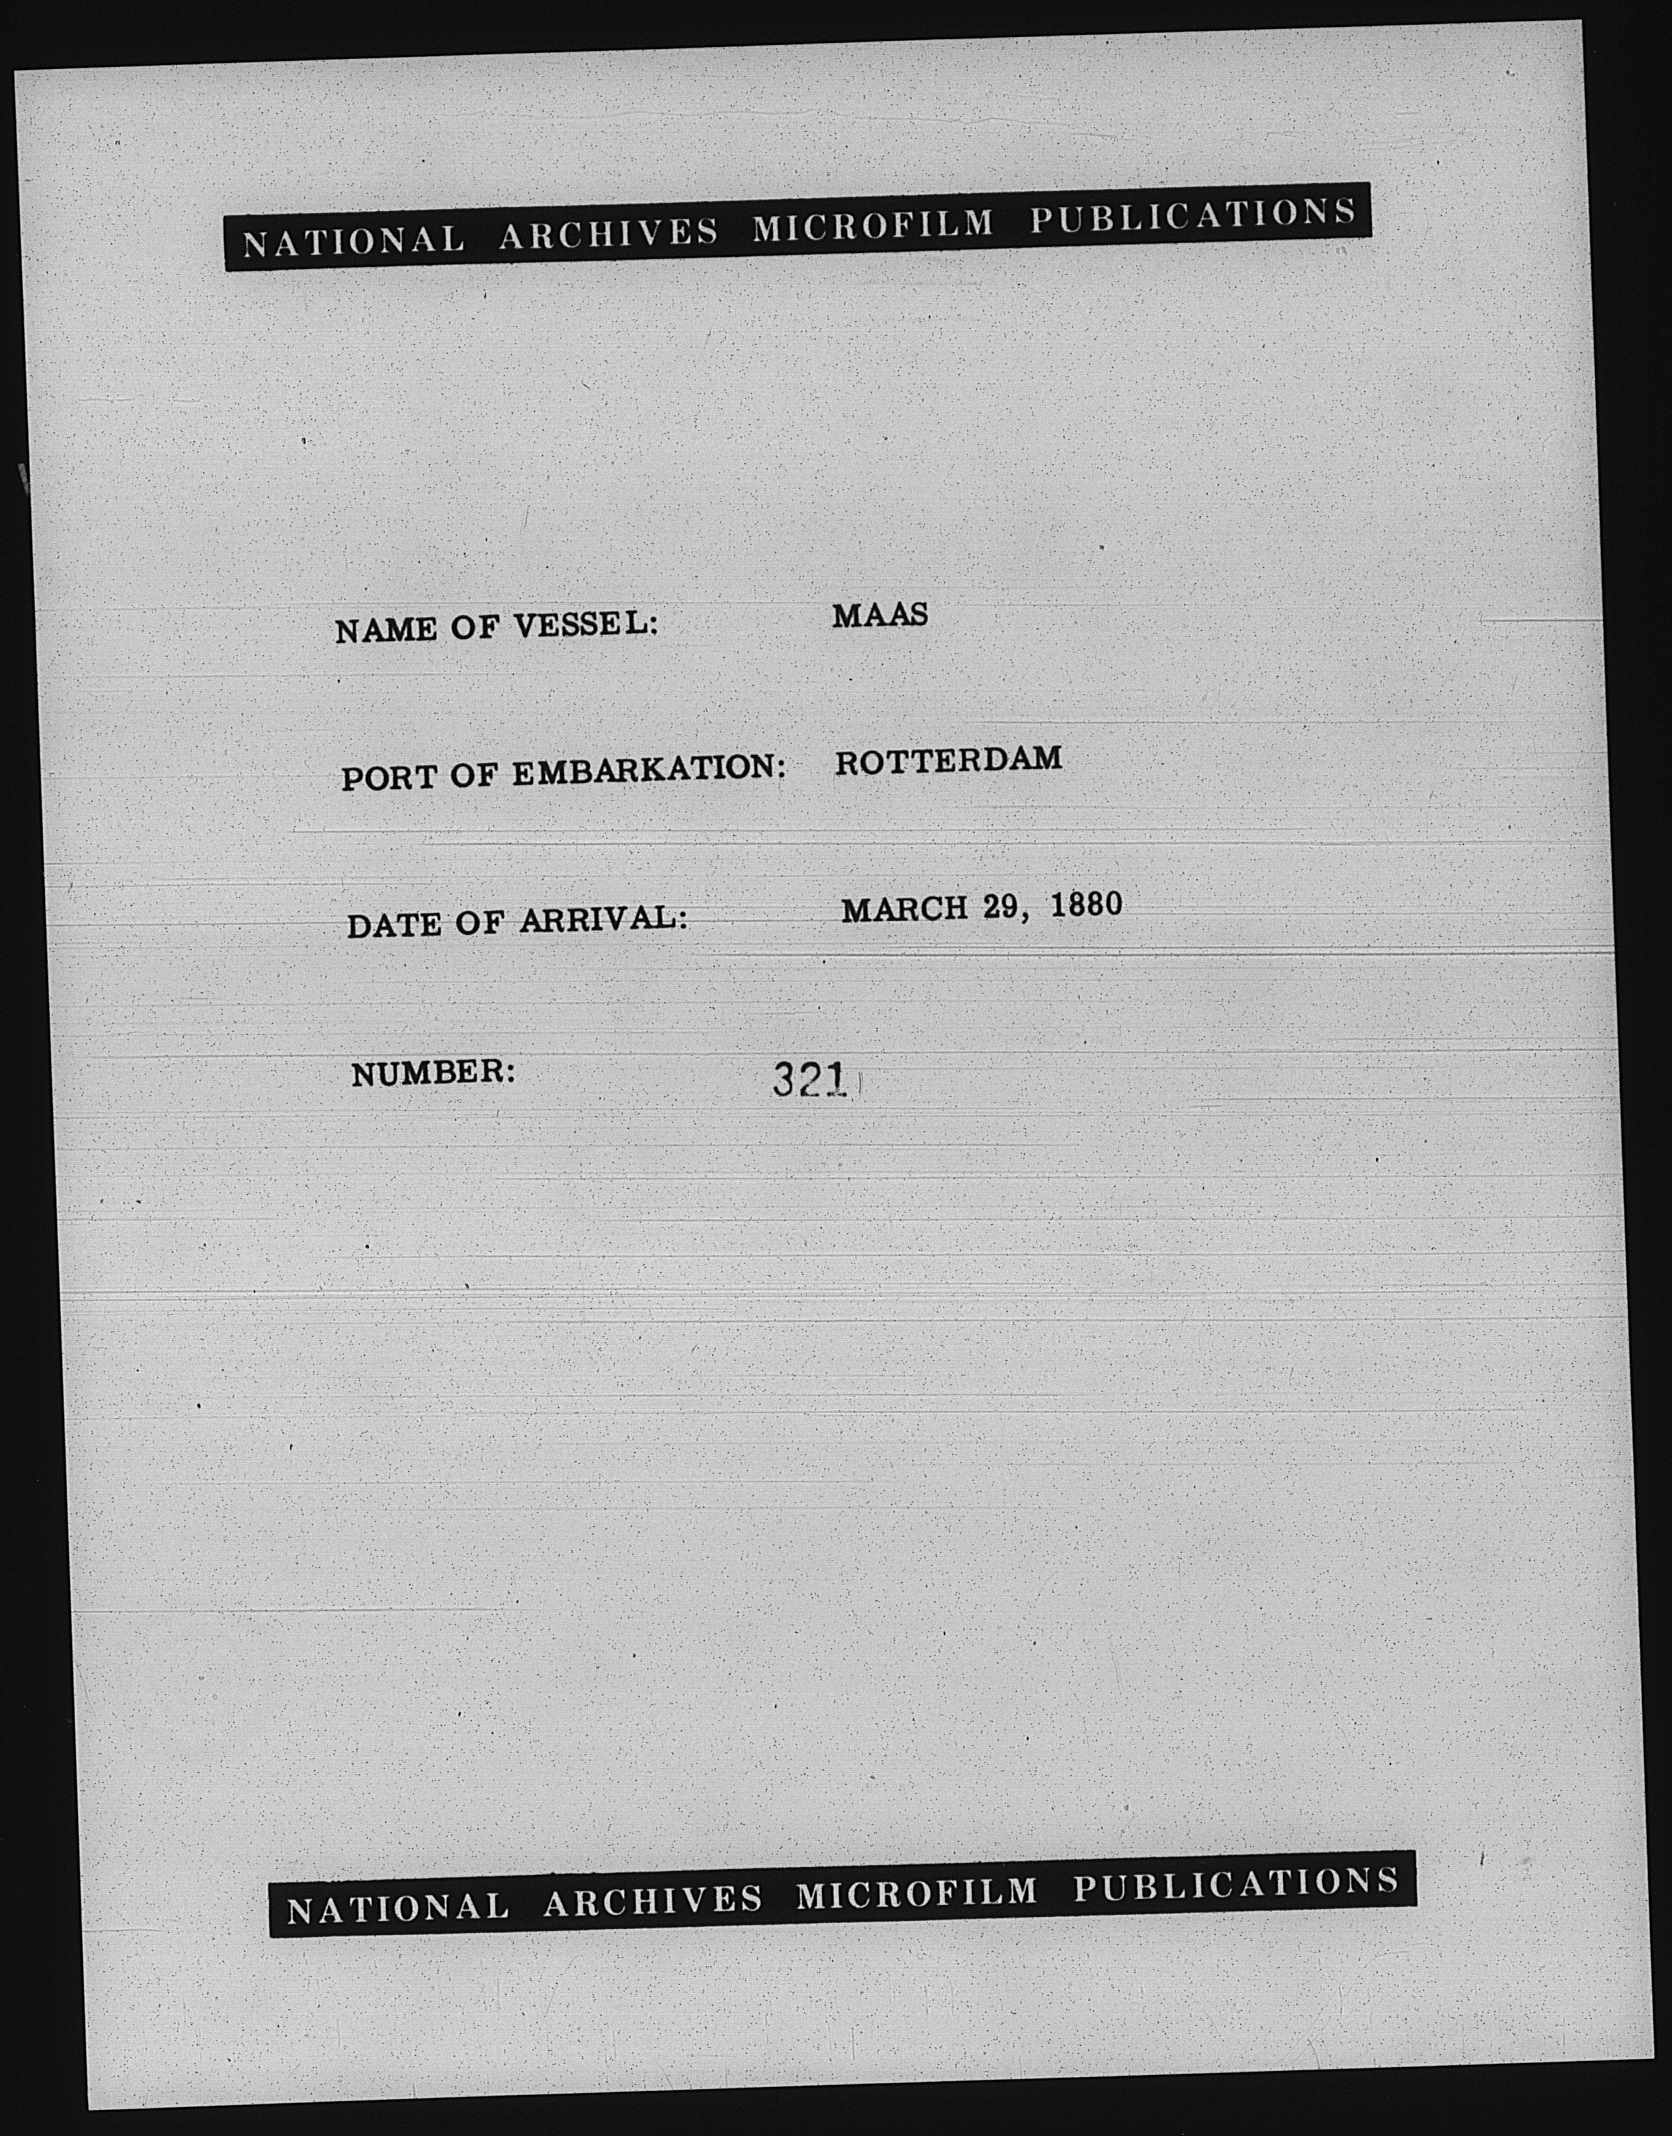 NATIONAL ARCHIVES MICROFILM PUBLICATIONS
NAME OF VESSEL: MAAS
PORT OF EMBARKATION: ROTTERDAM
DATE OF ARRIVAL: MARCH 29, 1880
NUMBER: 321
NATIONAL ARCHIVES MICROFILM PUBLICATIONS